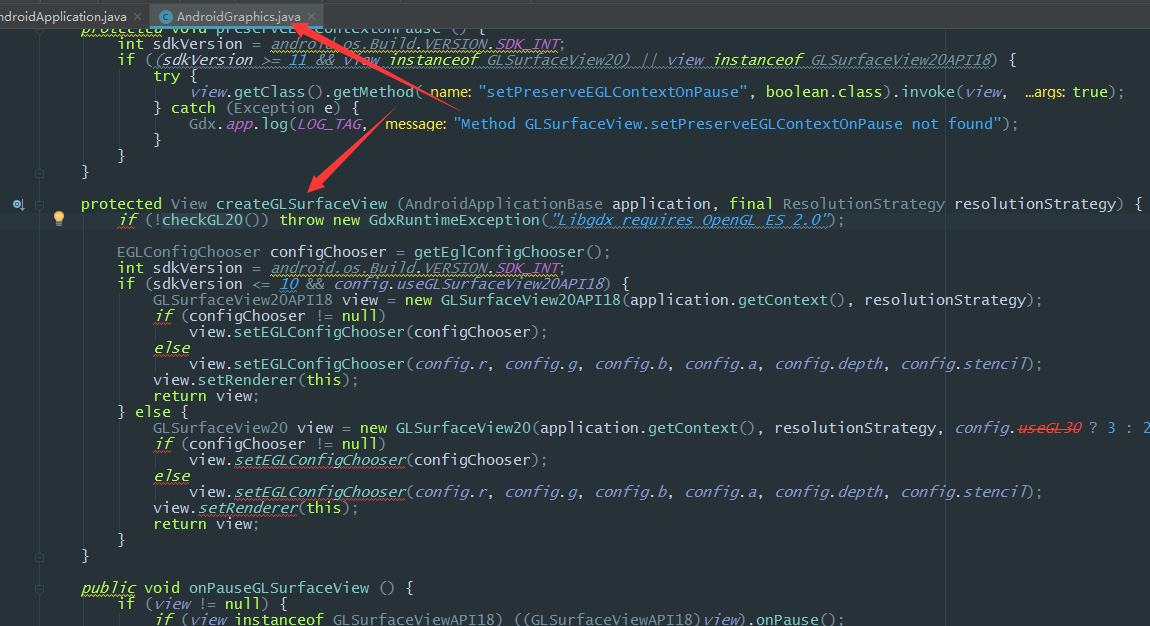 ndroidApplication.java × AndroidGraphics.java ×
protected void preserveEGLContextOnPause () {
int sdkVersion = android.os.Build.VERSION.SDK_INT;
if ((sdkVersion >= 11 && view instanceof GLSurfaceView20) || view instanceof GLSurfaceView20API18) {
try {
view.getClass().getMethod( name: "setPreserveEGLContextOnPause", boolean.class).invoke(view, ...args: true);
} catch (Exception e) {
Gdx.app.log(LOG_TAG, message: "Method GLSurfaceView.setPreserveEGLContextOnPause not found");
}
}
}
protected View createGLSurfaceView (AndroidApplicationBase application, final ResolutionStrategy resolutionStrategy) {
if (!checkGL20()) throw new GdxRuntimeException("Libgdx requires OpenGL ES 2.0");
EGLConfigChooser configChooser = getEglConfigChooser();
int sdkVersion = android.os.Build.VERSION.SDK_INT;
if (sdkVersion <= 10 && config.useGLSurfaceView20API18) {
GLSurfaceView20API18 view = new GLSurfaceView20API18(application.getContext(), resolutionStrategy);
if (configChooser != null)
view.setEGLConfigChooser(configChooser);
else
view.setEGLConfigChooser(config.r, config.g, config.b, config.a, config.depth, config.stencil);
view.setRenderer(this);
return view;
} else {
GLSurfaceView20 view = new GLSurfaceView20(application.getContext(), resolutionStrategy, config.useGL30 ? 3 : 2
if (configChooser != null)
view.setEGLConfigChooser(configChooser);
else
view.setEGLConfigChooser(config.r, config.g, config.b, config.a, config.depth, config.stencil);
view.setRenderer(this);
return view;
}
}
public void onPauseGLSurfaceView () {
if (view != null) {
if (view instanceof GLSurfaceViewAPI18) ((GLSurfaceViewAPI18)view).onPause();